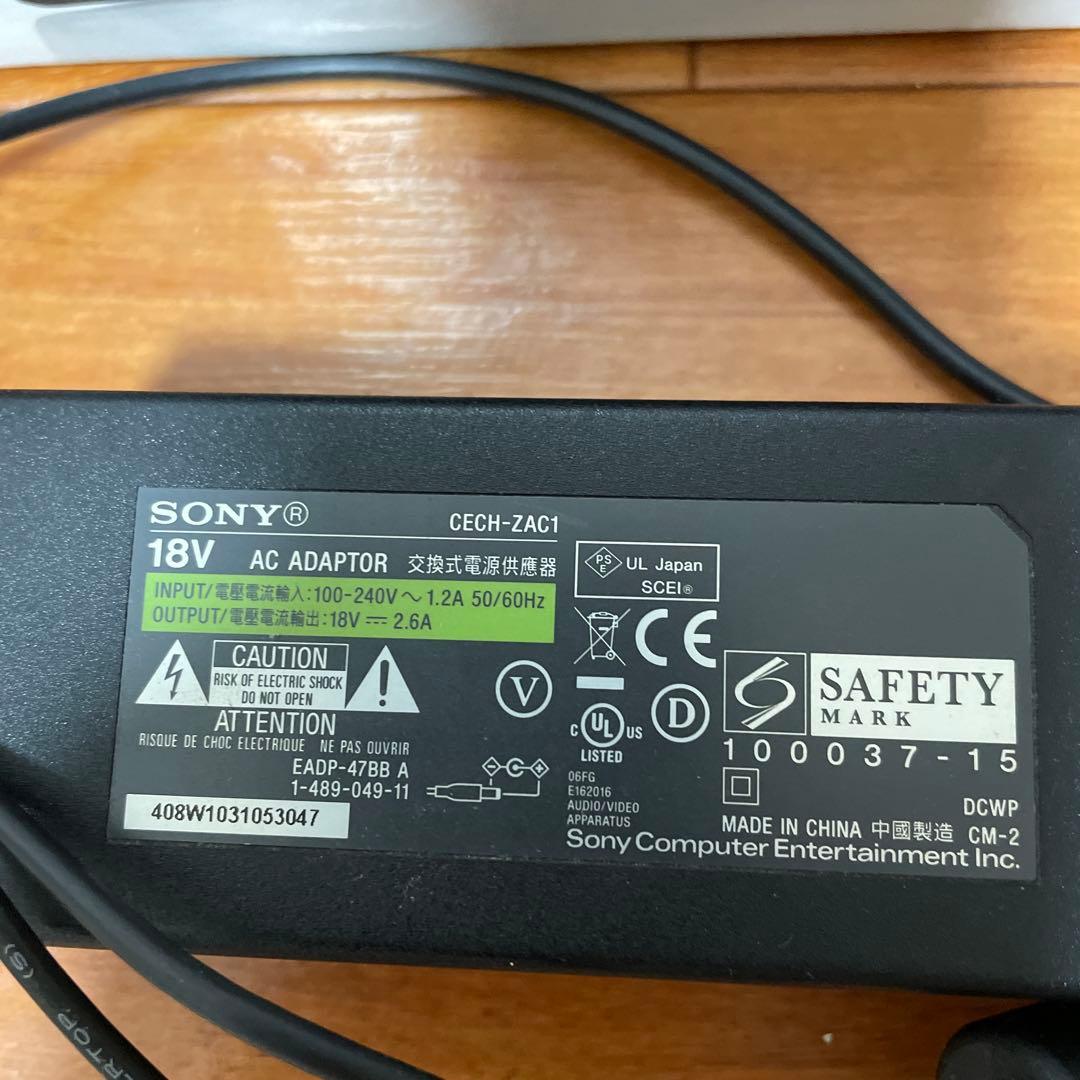 SONY®
CECH-ZAC1
18V AC ADAPTOR 交換式電源供應器
INPUT/電壓電流輸入:100-240V～1.2A 50/60Hz
OUTPUT/電壓電流輸出:18V ⎓ 2.6A
CAUTION
RISK OF ELECTRIC SHOCK
DO NOT OPEN
ATTENTION
RISQUE DE CHOC ELECTRIQUE NE PAS OUVRIR
EADP-47BB A
1-489-049-11
408W1031053047
PS
E
UL Japan
SCEI®
CE
V
c UL US
LISTED
D
06FG
E162016
AUDIO/VIDEO
APPARATUS
SAFETY
MARK
100037-15
DCWP
MADE IN CHINA 中國製造 CM-2
Sony Computer Entertainment Inc.
(S)